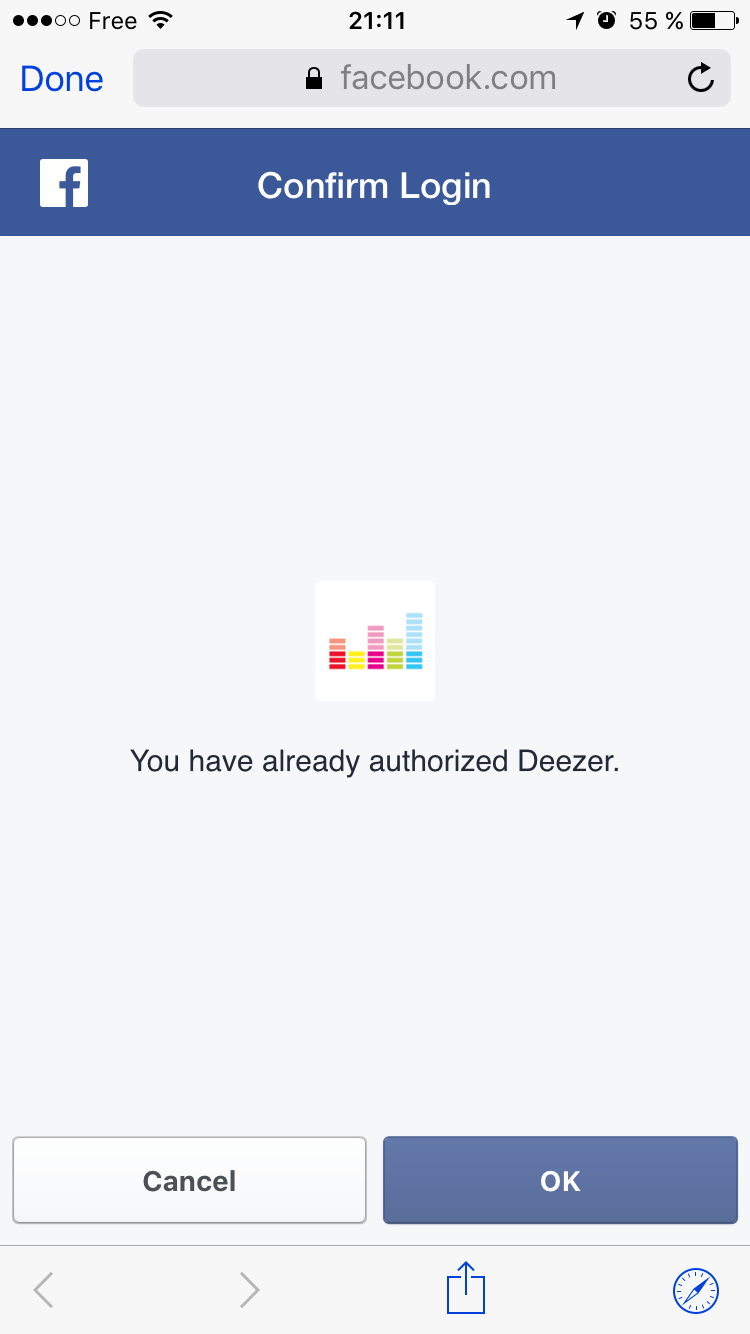 Free 21:11 55 %
Done facebook.com
Confirm Login
You have already authorized Deezer.
Cancel OK